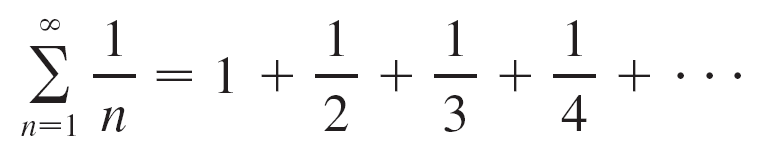 ∑_{n=1}^{∞} 1/n = 1 + 1/2 + 1/3 + 1/4 + ···